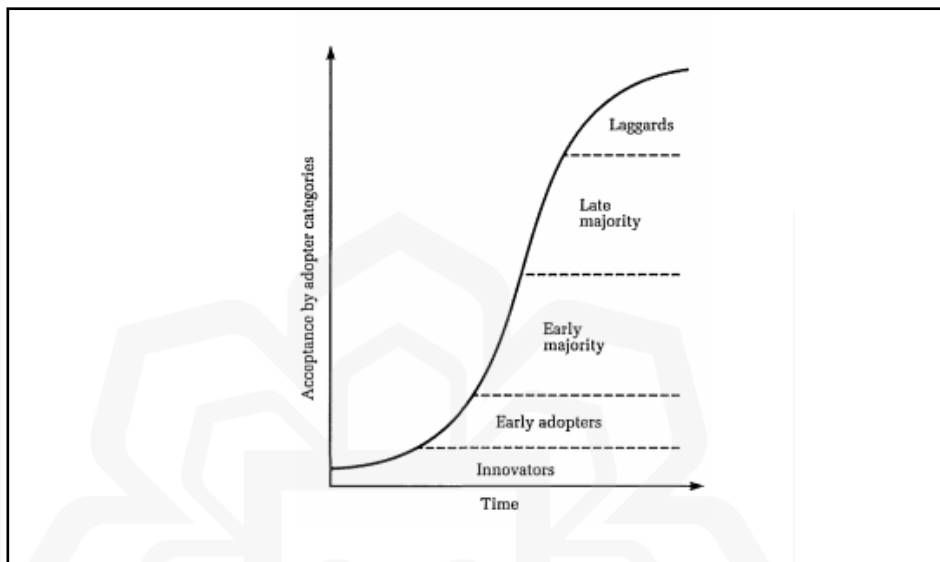 Acceptance by adopter categories
Laggards
Late
majority
Early
majority
Early adopters
Innovators
Time